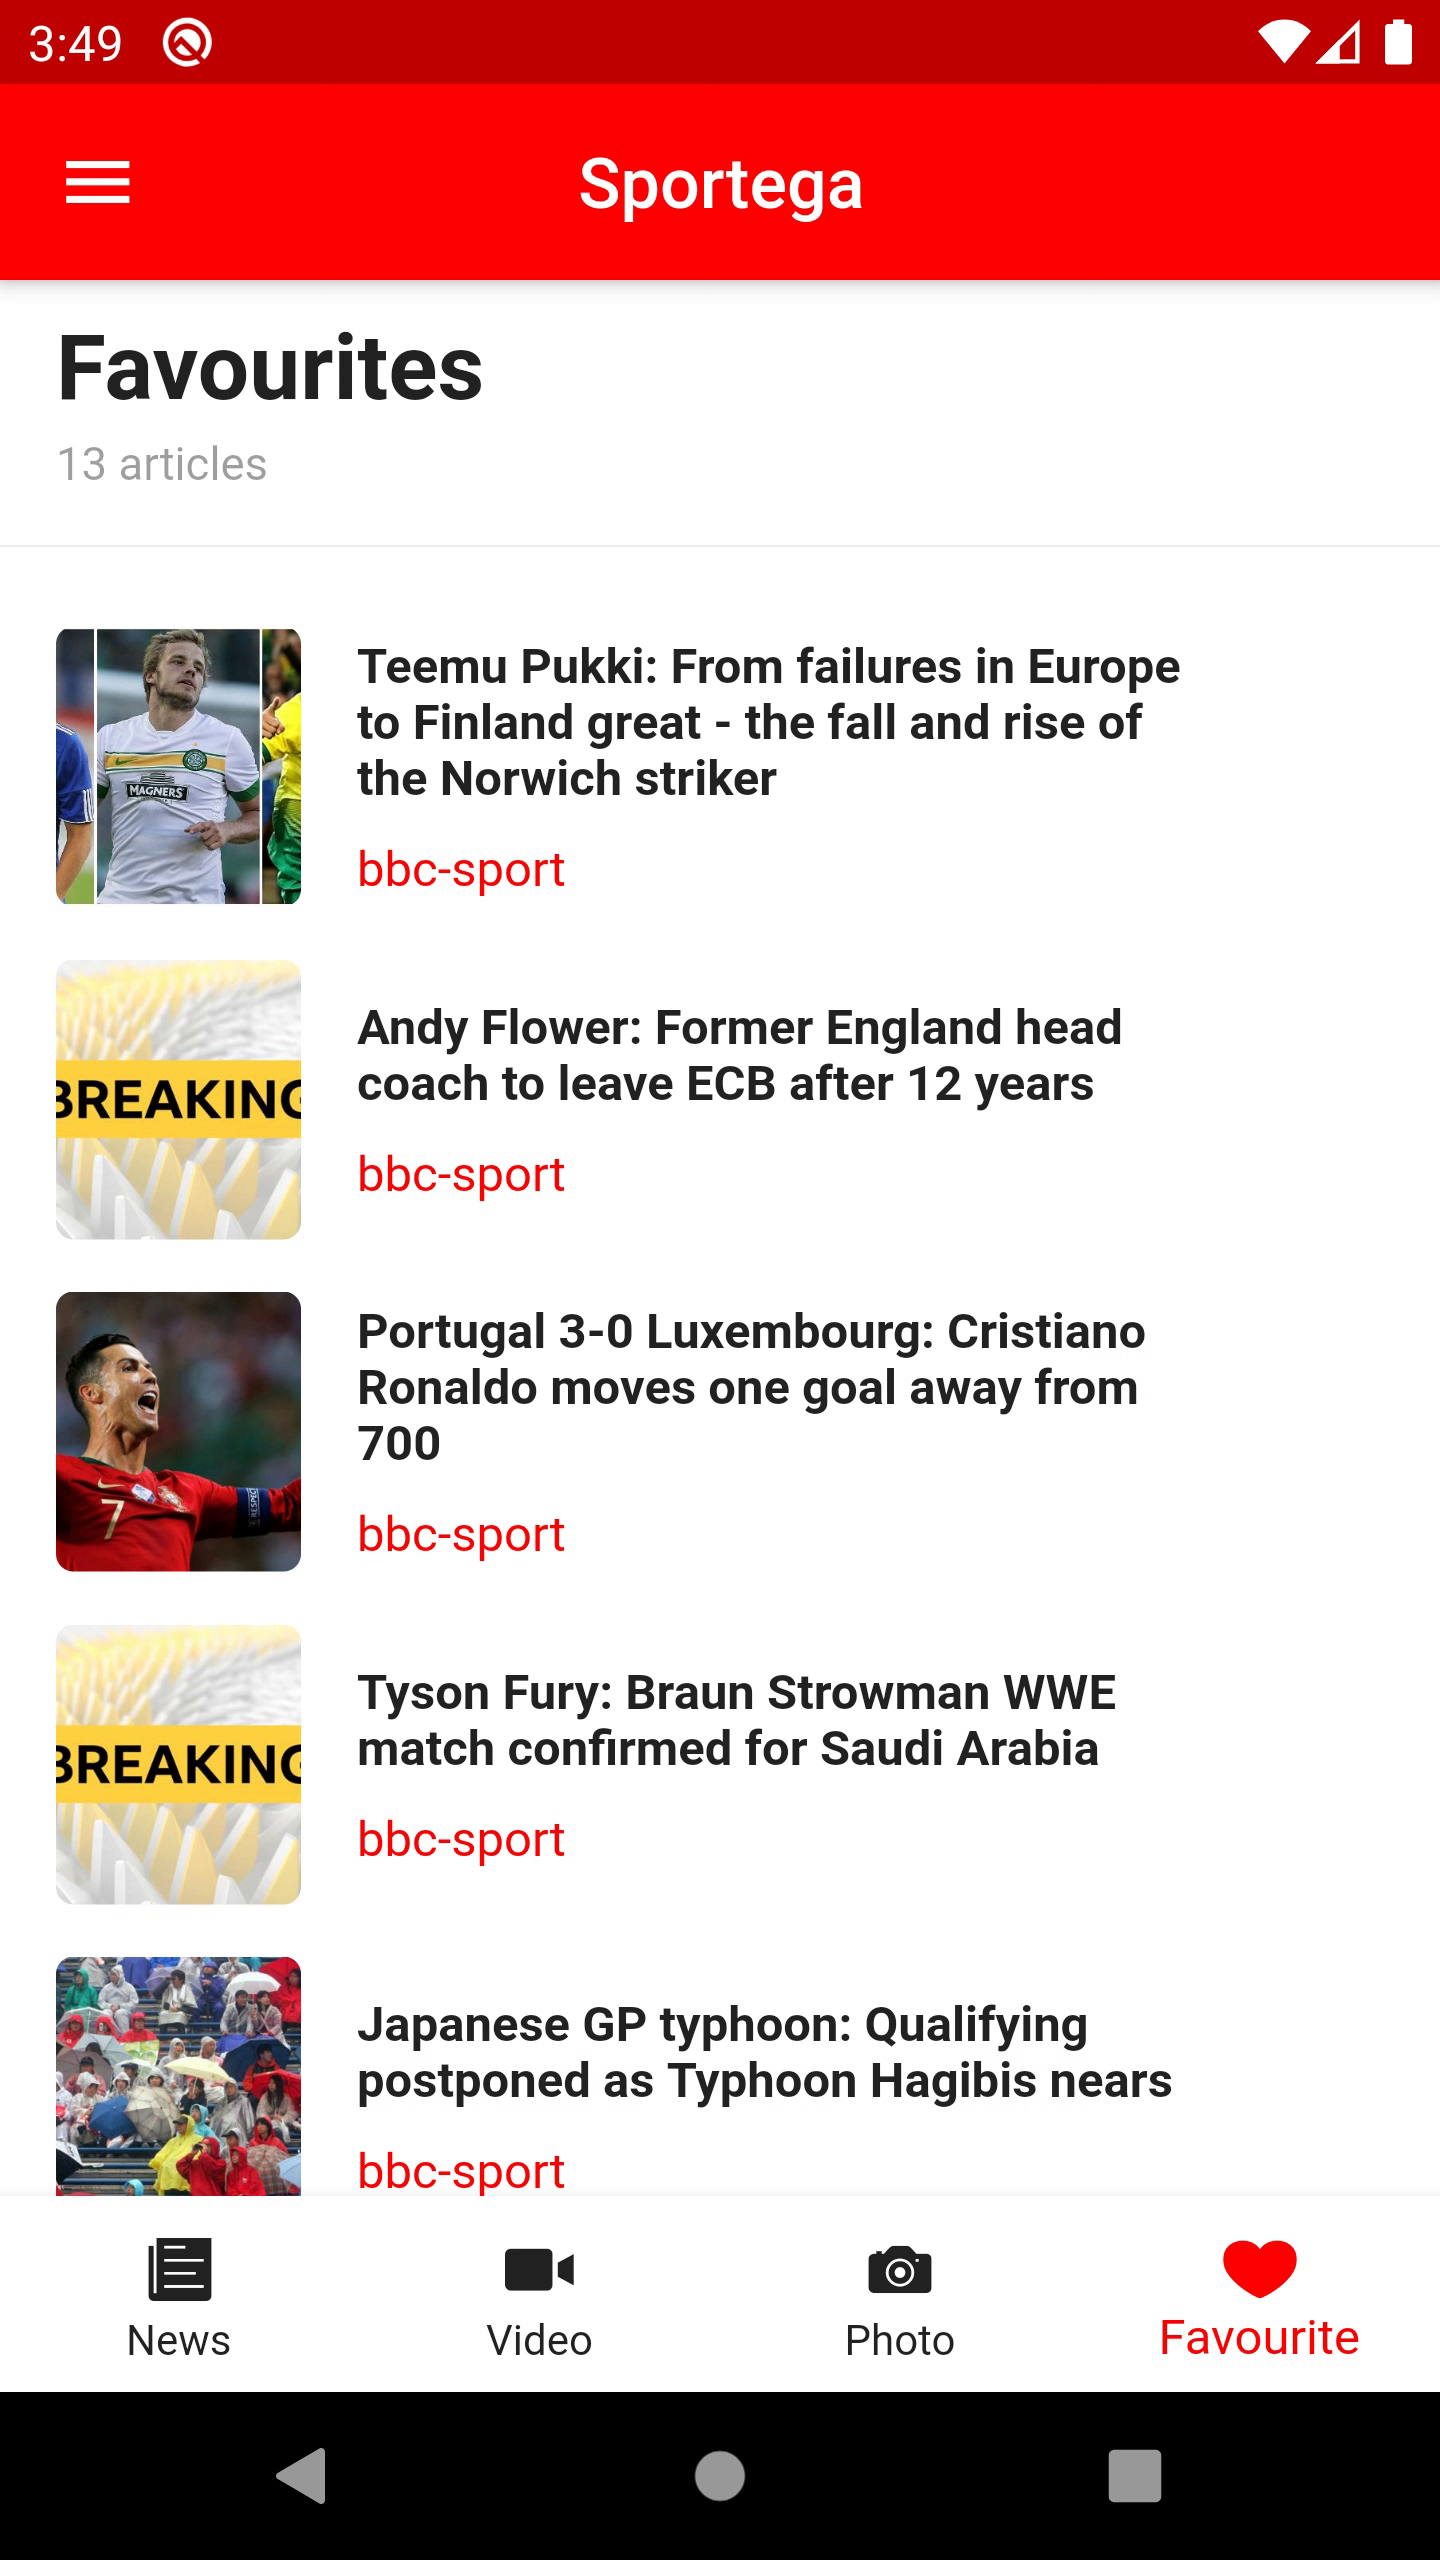 3:49
Sportega
Favourites
13 articles
Teemu Pukki: From failures in Europe
to Finland great - the fall and rise of
the Norwich striker
MAGNERS
bbc-sport
BREAKING
Andy Flower: Former England head
coach to leave ECB after 12 years
bbc-sport
Portugal 3-0 Luxembourg: Cristiano
Ronaldo moves one goal away from
700
7
RESPECT
bbc-sport
BREAKING
Tyson Fury: Braun Strowman WWE
match confirmed for Saudi Arabia
bbc-sport
Japanese GP typhoon: Qualifying
postponed as Typhoon Hagibis nears
bbc-sport
News
Video
Photo
Favourite